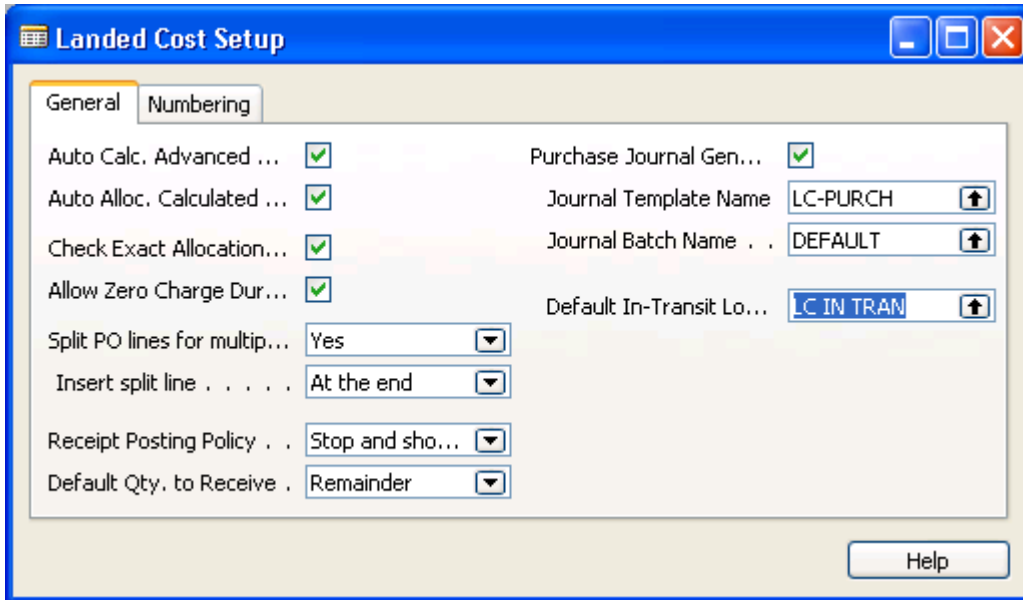 Landed Cost Setup
General
Numbering
Auto Calc. Advanced ...
Auto Alloc. Calculated ...
Check Exact Allocation...
Allow Zero Charge Dur...
Split PO lines for multip... Yes
Insert split line . . . . . At the end
Receipt Posting Policy . . Stop and sho...
Default Qty. to Receive . Remainder
Purchase Journal Gen...
Journal Template Name LC-PURCH
Journal Batch Name . . DEFAULT
Default In-Transit Lo... LC IN TRAN
Help